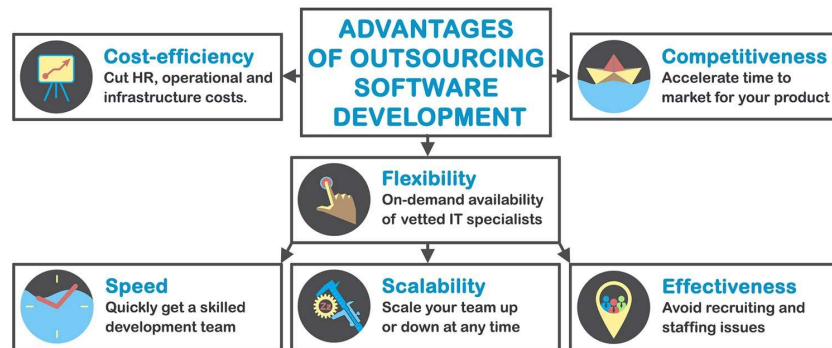 ADVANTAGES
OF OUTSOURCING
SOFTWARE
DEVELOPMENT
Cost-efficiency
Cut HR, operational and
infrastructure costs.
Competitiveness
Accelerate time to
market for your product
Flexibility
On-demand availability
of vetted IT specialists
Speed
Quickly get a skilled
development team
Scalability
Scale your team up
or down at any time
Effectiveness
Avoid recruiting and
staffing issues